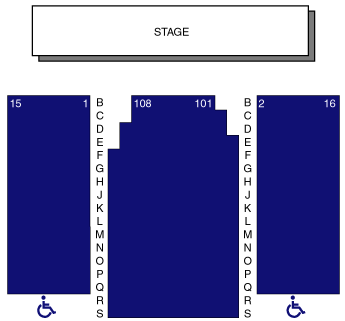 STAGE
15 1 B 108 101 B 2 16
C C
D D
E E
F F
G G
H H
J J
K K
L L
M M
N N
O O
P P
Q Q
R R
S S